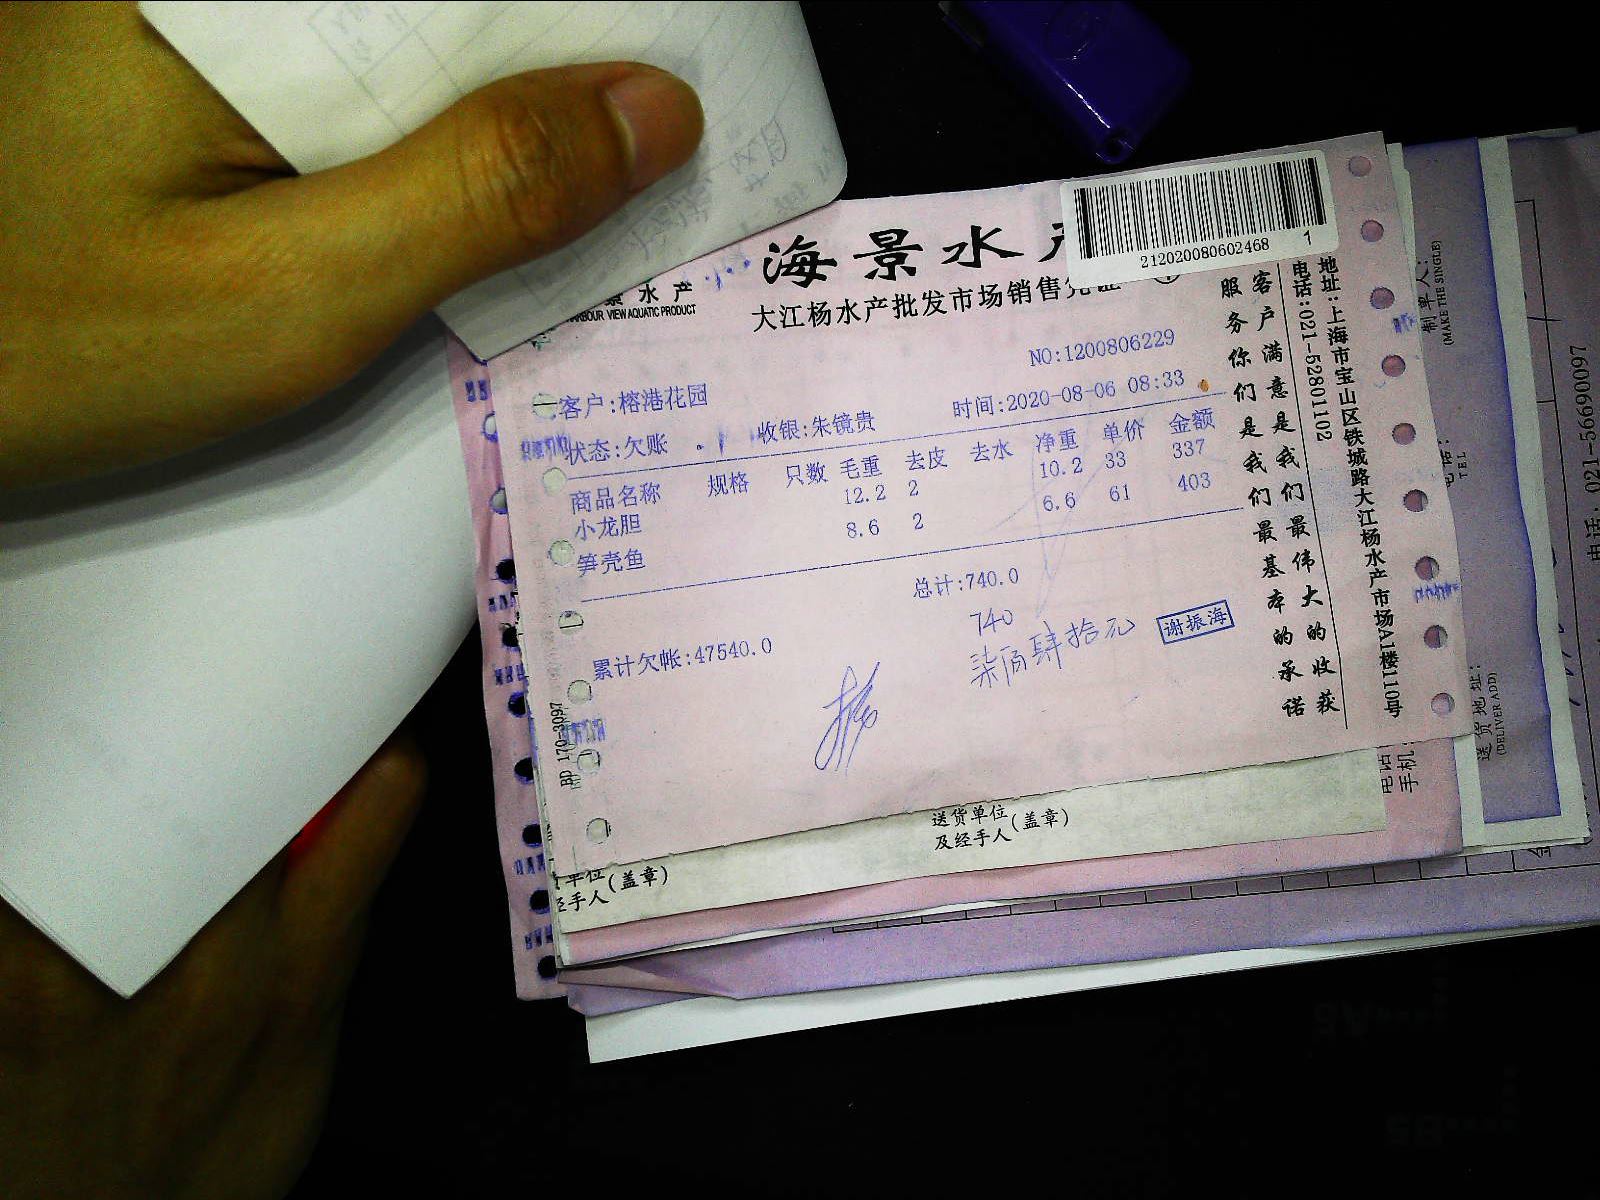 海景水
景水产
HARBOUR VIEW AQUATIC PRODUCT
大江杨水产批发市场销售凭证
212020080602468
1
NO:1200806229
客户:榕港花园
时间:2020-08-06 08:33
状态:欠账
收银:朱镜贵
商品名称 规格 只数 毛重 去皮 去水 净重 单价 金额
小龙胆 12.2 2 10.2 33 337
笋壳鱼 8.6 2 6.6 61 403
总计:740.0
740
柒佰肆拾元
谢振海
累计欠帐:47540.0
客户满意是我们最伟大的收获
服务你们是我们最基本的承诺
地址:上海市宝山区铁城路大江杨水产市场A1楼110号
电话:021-52801102
BD 170-3097
送货单位
及经手人(盖章)
单位
经手人(盖章)
制单人:
(MAKE THE SINGLE)
TEL
送货地址:
(DELIVER ADD)
电话
手机:
电话:021-56690097